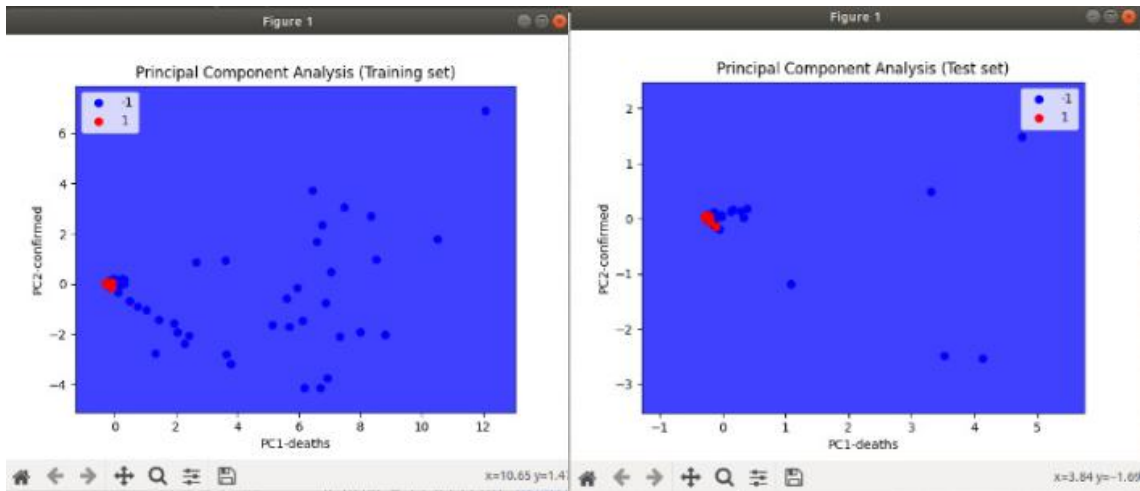 Figure 1
Principal Component Analysis (Training set)
-1
1
6
4
2
0
−2
−4
PC2-confirmed
0 2 4 6 8 10 12
PC1-deaths
x=10.65 y=1.47
Figure 1
Principal Component Analysis (Test set)
-1
1
2
1
0
−1
−2
−3
PC2-confirmed
−1 0 1 2 3 4 5
PC1-deaths
x=3.84 y=−1.69